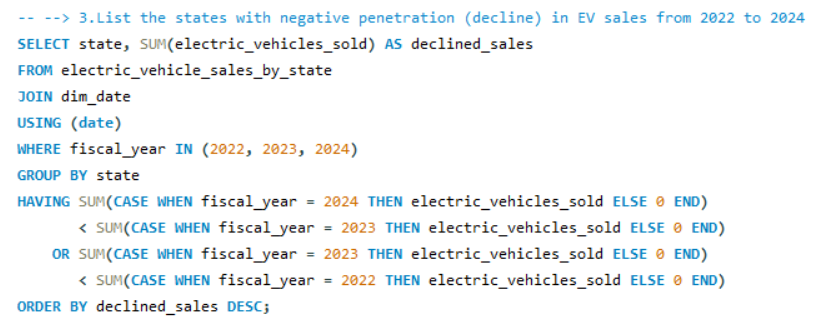 -- --> 3.List the states with negative penetration (decline) in EV sales from 2022 to 2024
SELECT state, SUM(electric_vehicles_sold) AS declined_sales
FROM electric_vehicle_sales_by_state
JOIN dim_date
USING (date)
WHERE fiscal_year IN (2022, 2023, 2024)
GROUP BY state
HAVING SUM(CASE WHEN fiscal_year = 2024 THEN electric_vehicles_sold ELSE 0 END)
< SUM(CASE WHEN fiscal_year = 2023 THEN electric_vehicles_sold ELSE 0 END)
OR SUM(CASE WHEN fiscal_year = 2023 THEN electric_vehicles_sold ELSE 0 END)
< SUM(CASE WHEN fiscal_year = 2022 THEN electric_vehicles_sold ELSE 0 END)
ORDER BY declined_sales DESC;